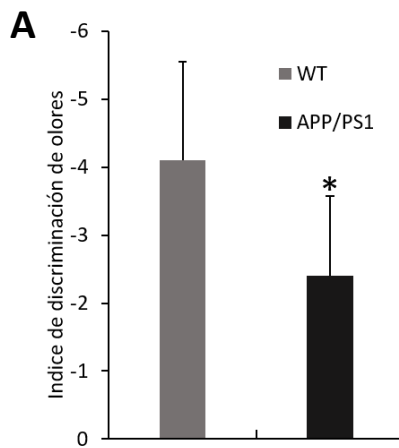 A
-6
-5
-4
-3
-2
-1
0
Indice de discriminación de olores
WT
APP/PS1
*